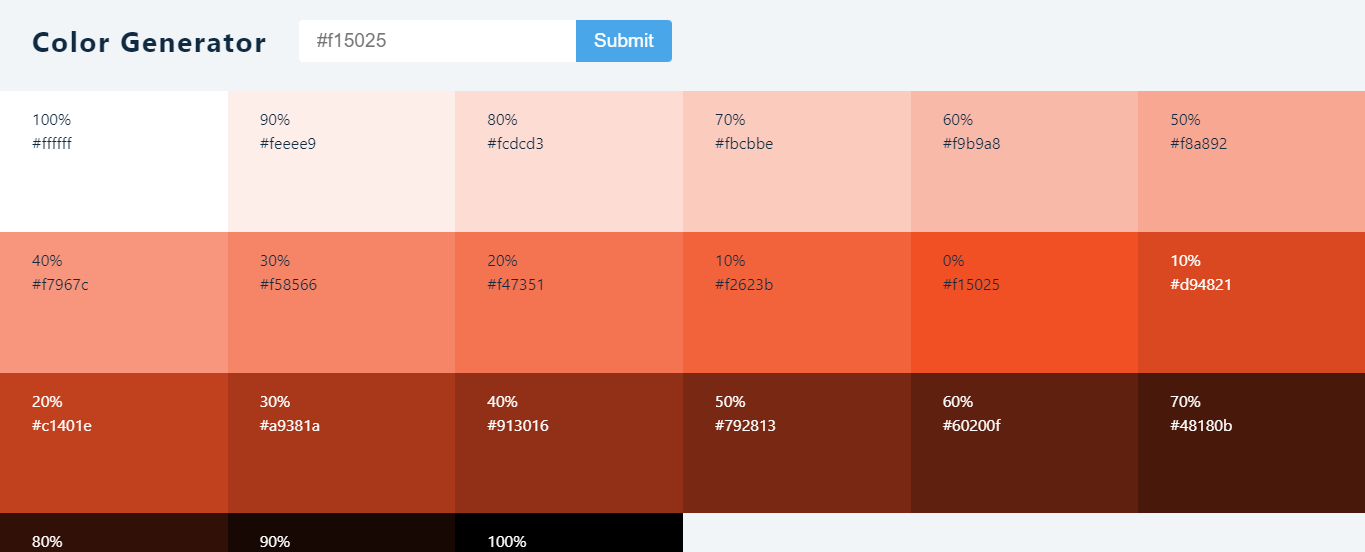 Color Generator
#f15025
Submit
100%
#ffffff
90%
#feeee9
80%
#fcdcd3
70%
#fbcbbe
60%
#f9b9a8
50%
#f8a892
40%
#f7967c
30%
#f58566
20%
#f47351
10%
#f2623b
0%
#f15025
10%
#d94821
20%
#c1401e
30%
#a9381a
40%
#913016
50%
#792813
60%
#60200f
70%
#48180b
80%
90%
100%